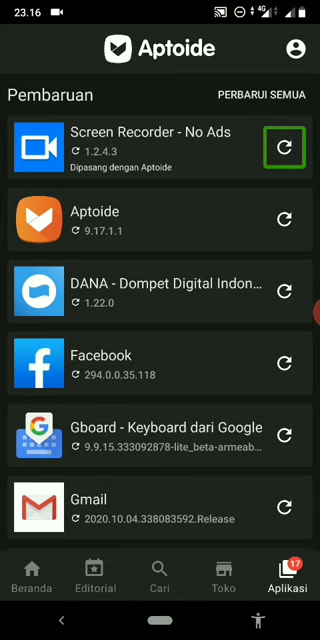 23.16
4G
Aptoide
Pembaruan
PERBARUI SEMUA
Screen Recorder - No Ads
1.2.4.3
Dipasang dengan Aptoide
Aptoide
9.17.1.1
DANA - Dompet Digital Indon...
1.22.0
Facebook
294.0.0.35.118
Gboard - Keyboard dari Google
9.9.15.333092878-lite_beta-armeab...
Gmail
2020.10.04.338083592.Release
17
Beranda
Editorial
Cari
Toko
Aplikasi